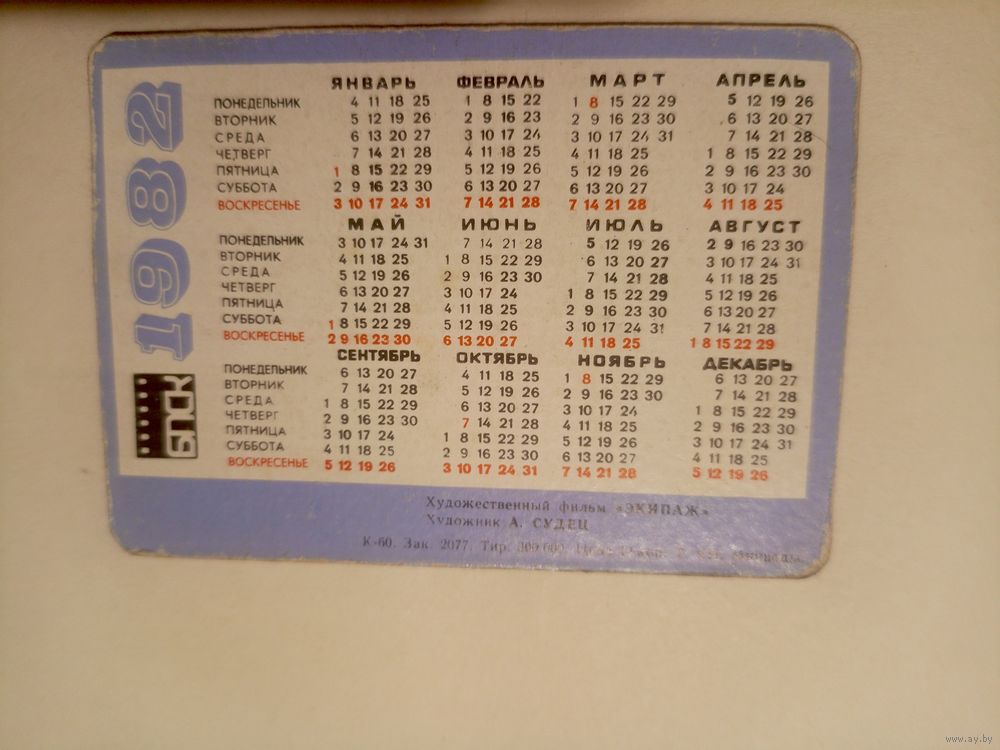 1982
ЯНВАРЬ ФЕВРАЛЬ МАРТ АПРЕЛЬ
ПОНЕДЕЛЬНИК 4 11 18 25 1 8 15 22 1 8 15 22 29 5 12 19 26
ВТОРНИК 5 12 19 26 2 9 16 23 2 9 16 23 30 6 13 20 27
СРЕДА 6 13 20 27 3 10 17 24 3 10 17 24 31 7 14 21 28
ЧЕТВЕРГ 7 14 21 28 4 11 18 25 4 11 18 25 1 8 15 22 29
ПЯТНИЦА 1 8 15 22 29 5 12 19 26 5 12 19 26 2 9 16 23 30
СУББОТА 2 9 16 23 30 6 13 20 27 6 13 20 27 3 10 17 24
ВОСКРЕСЕНЬЕ 3 10 17 24 31 7 14 21 28 7 14 21 28 4 11 18 25
МАЙ ИЮНЬ ИЮЛЬ АВГУСТ
ПОНЕДЕЛЬНИК 3 10 17 24 31 7 14 21 28 5 12 19 26 2 9 16 23 30
ВТОРНИК 4 11 18 25 1 8 15 22 29 6 13 20 27 3 10 17 24 31
СРЕДА 5 12 19 26 2 9 16 23 30 7 14 21 28 4 11 18 25
ЧЕТВЕРГ 6 13 20 27 3 10 17 24 1 8 15 22 29 5 12 19 26
ПЯТНИЦА 7 14 21 28 4 11 18 25 2 9 16 23 30 6 13 20 27
СУББОТА 1 8 15 22 29 5 12 19 26 3 10 17 24 31 7 14 21 28
ВОСКРЕСЕНЬЕ 2 9 16 23 30 6 13 20 27 4 11 18 25 1 8 15 22 29
СЕНТЯБРЬ ОКТЯБРЬ НОЯБРЬ ДЕКАБРЬ
ПОНЕДЕЛЬНИК 6 13 20 27 4 11 18 25 1 8 15 22 29 6 13 20 27
ВТОРНИК 7 14 21 28 5 12 19 26 2 9 16 23 30 7 14 21 28
СРЕДА 1 8 15 22 29 6 13 20 27 3 10 17 24 1 8 15 22 29
ЧЕТВЕРГ 2 9 16 23 30 7 14 21 28 4 11 18 25 2 9 16 23 30
ПЯТНИЦА 3 10 17 24 1 8 15 22 29 5 12 19 26 3 10 17 24 31
СУББОТА 4 11 18 25 2 9 16 23 30 6 13 20 27 4 11 18 25
ВОСКРЕСЕНЬЕ 5 12 19 26 3 10 17 24 31 7 14 21 28 5 12 19 26
БПСК
Художественный фильм «ЭКИПАЖ»
Художник А. СУДЕЦ
К-60. Зак. 2077. Тир. 300 000.
www.ay.by